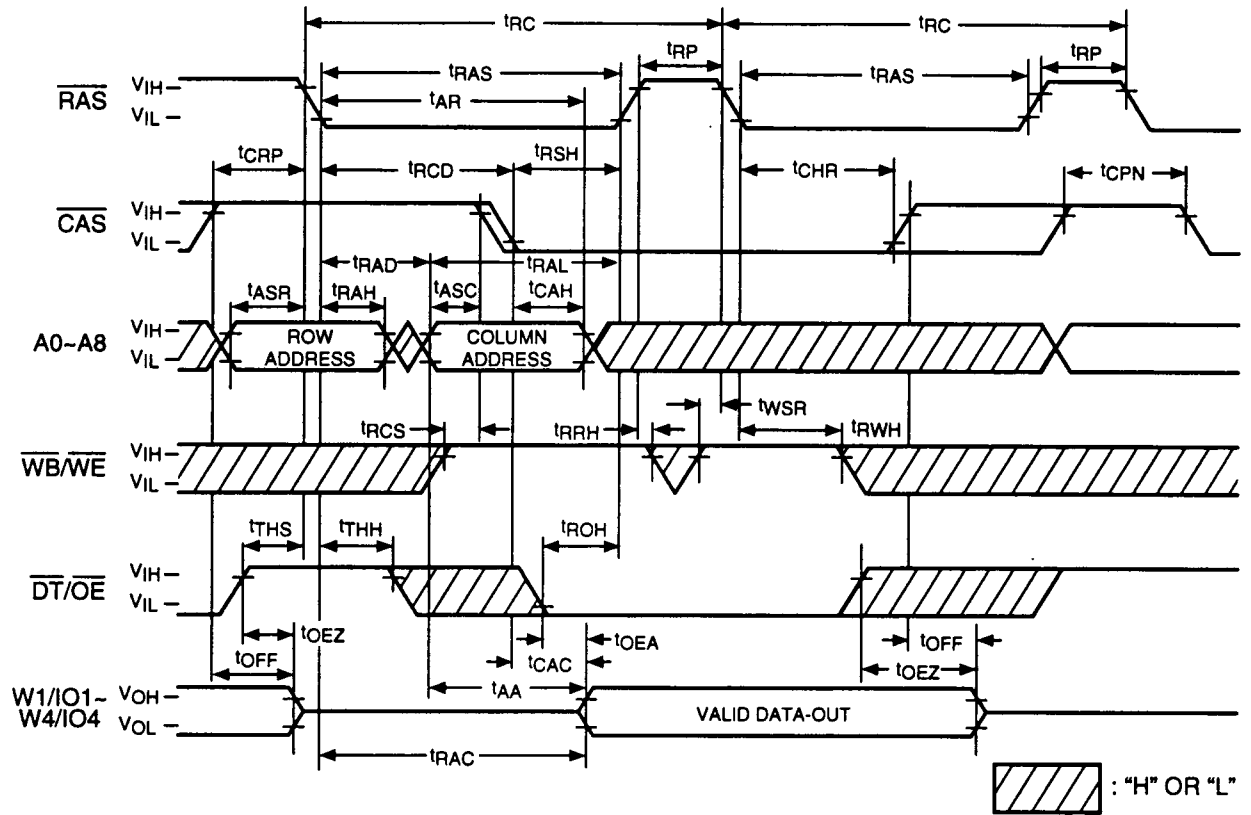 tRC tRC
tRP tRP
tRAS tRAS
tAR
RAS VIH
VIL
tCRP tRCD tRSH tCHR tCPN
CAS VIH
VIL
tRAD tRAL
tASR tRAH tASC tCAH
A0~A8 VIH
VIL
ROW ADDRESS
COLUMN ADDRESS
tWSR
tRCS tRRH tRWH
WB/WE VIH
VIL
tTHS tTHH tROH
DT/OE VIH
VIL
tOEZ tOEA tOFF
tOFF tCAC tOEZ
tAA
W1/IO1~
W4/IO4
VOH
VOL
VALID DATA-OUT
tRAC
: "H" OR "L"